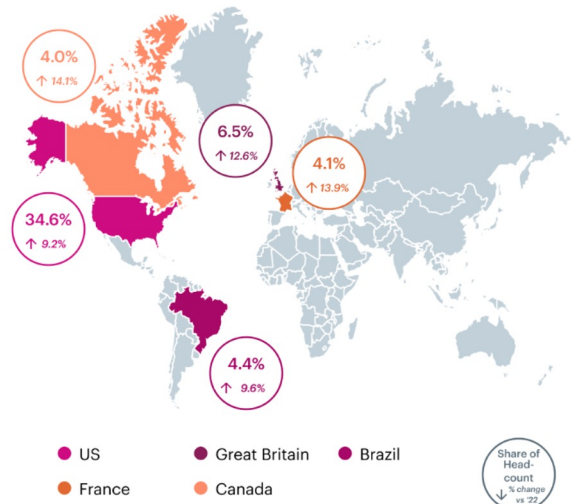 4.0%
↑ 14.1%
6.5%
↑ 12.6%
4.1%
↑ 13.9%
34.6%
↑ 9.2%
4.4%
↑ 9.6%
US
Great Britain
Brazil
France
Canada
Share of
Head-
count
↓ % change
vs '22